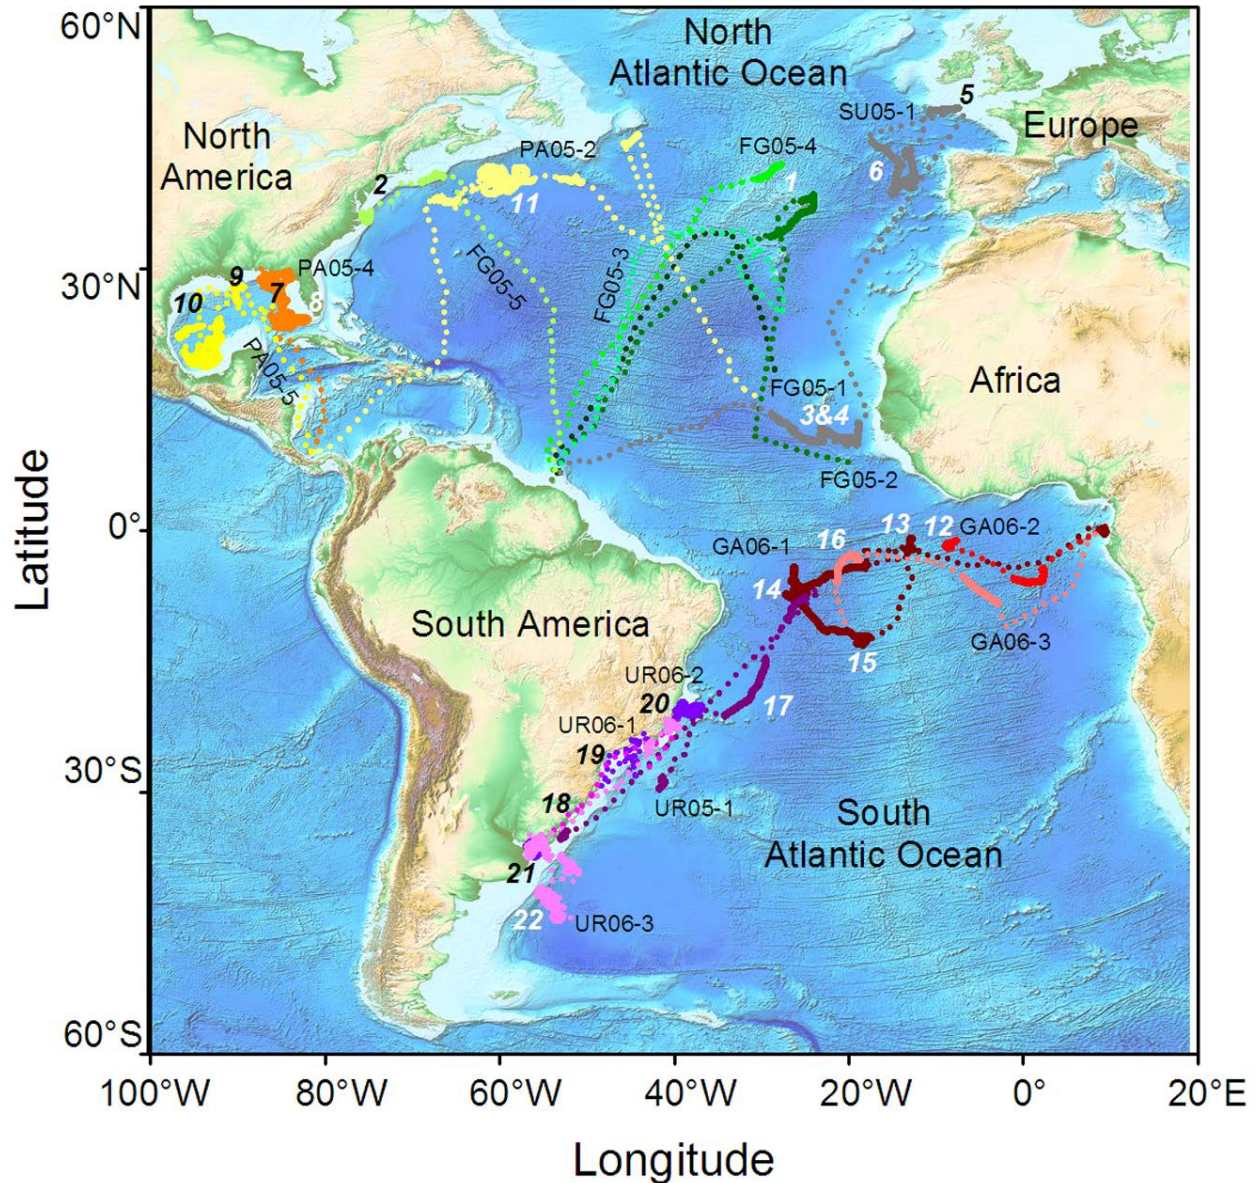 60°N
North
Atlantic Ocean
5
SU05-1
Europe
North
America
PA05-2
FG05-4
2
1
6
11
30°N
9
PA05-4
7
8
10
FG05-3
FG05-5
PA05-5
Africa
FG05-1
3&4
FG05-2
Latitude
0°
GA06-1
16
13
12
GA06-2
14
South America
15
GA06-3
UR06-2
20
17
UR06-1
19
30°S
18
UR05-1
South
Atlantic Ocean
21
22
UR06-3
60°S
100°W
80°W
60°W
40°W
20°W
0°
20°E
Longitude